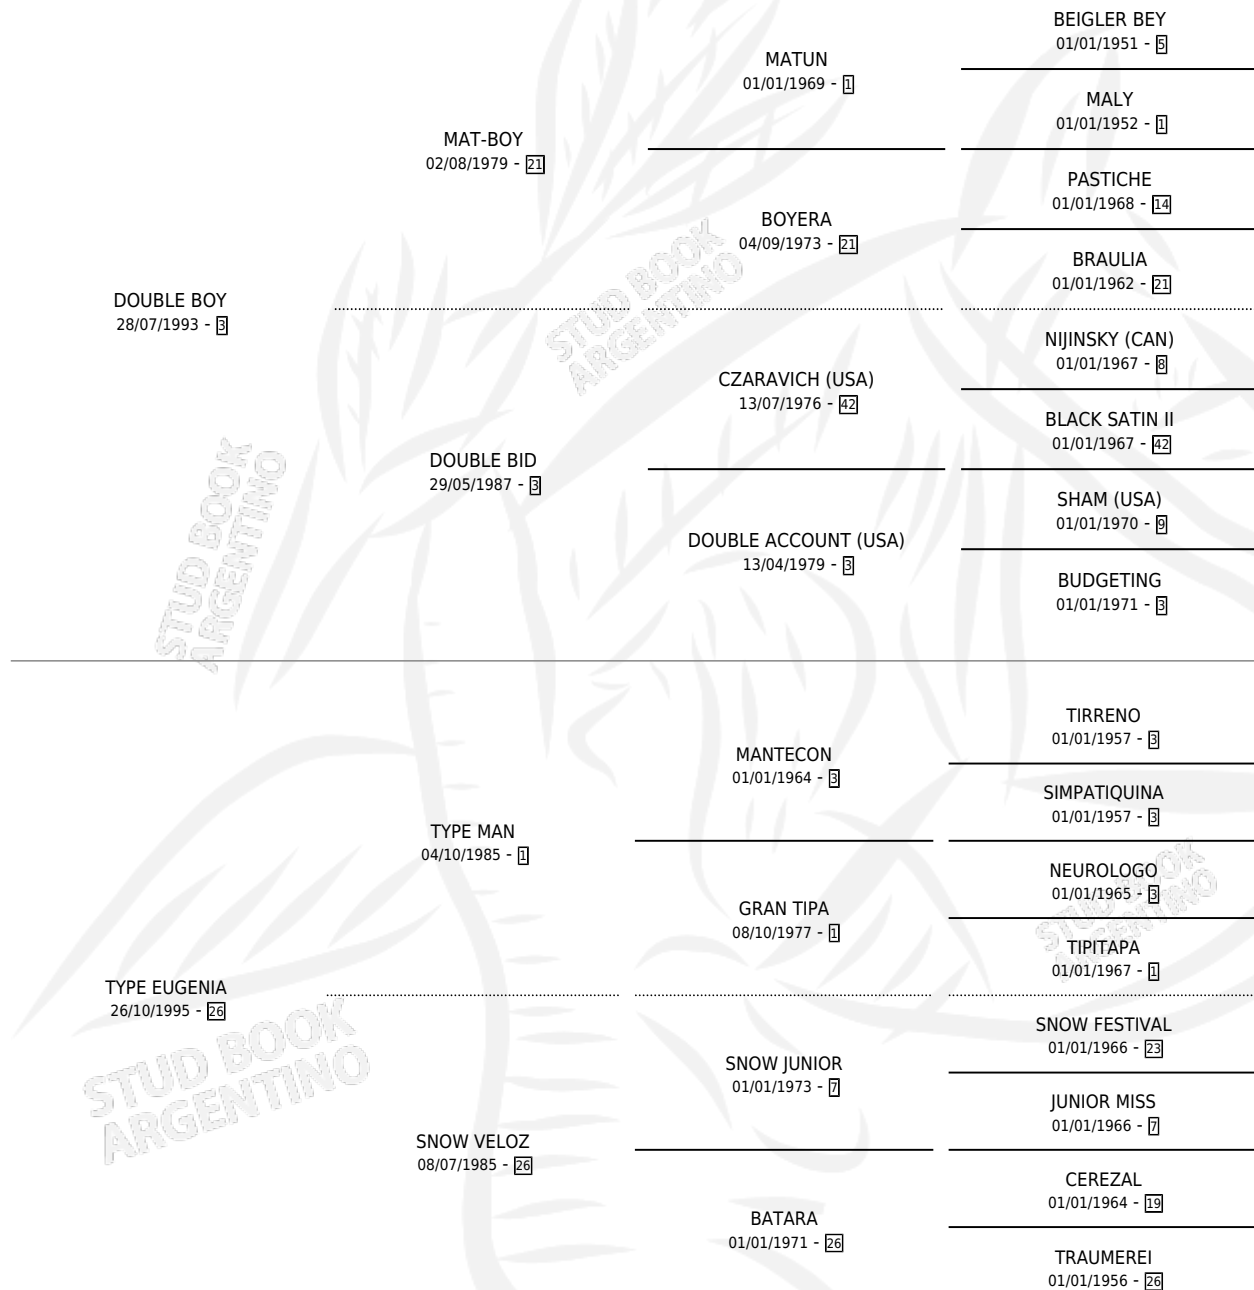 BEIGLER BEY
01/01/1951 - 5
MATUN
01/01/1969 - 1
MALY
01/01/1952 - 1
MAT-BOY
02/08/1979 - 21
PASTICHE
01/01/1968 - 14
BOYERA
04/09/1973 - 21
BRAULIA
01/01/1962 - 21
DOUBLE BOY
28/07/1993 - 3
NIJINSKY (CAN)
01/01/1967 - 8
CZARAVICH (USA)
13/07/1976 - 42
BLACK SATIN II
01/01/1967 - 42
DOUBLE BID
29/05/1987 - 3
SHAM (USA)
01/01/1970 - 9
DOUBLE ACCOUNT (USA)
13/04/1979 - 3
BUDGETING
01/01/1971 - 3
TIRRENO
01/01/1957 - 3
MANTECON
01/01/1964 - 3
SIMPATIQUINA
01/01/1957 - 3
TYPE MAN
04/10/1985 - 1
NEUROLOGO
01/01/1965 - 3
GRAN TIPA
08/10/1977 - 1
TIPITAPA
01/01/1967 - 1
TYPE EUGENIA
26/10/1995 - 26
SNOW FESTIVAL
01/01/1966 - 23
SNOW JUNIOR
01/01/1973 - 7
JUNIOR MISS
01/01/1966 - 7
SNOW VELOZ
08/07/1985 - 26
CEREZAL
01/01/1964 - 19
BATARA
01/01/1971 - 26
TRAUMEREI
01/01/1956 - 26
STUD BOOK
ARGENTINO
STUD BOOK
ARGENTINO
STUD BOOK
ARGENTINO
STUD BOOK
ARGENTINO